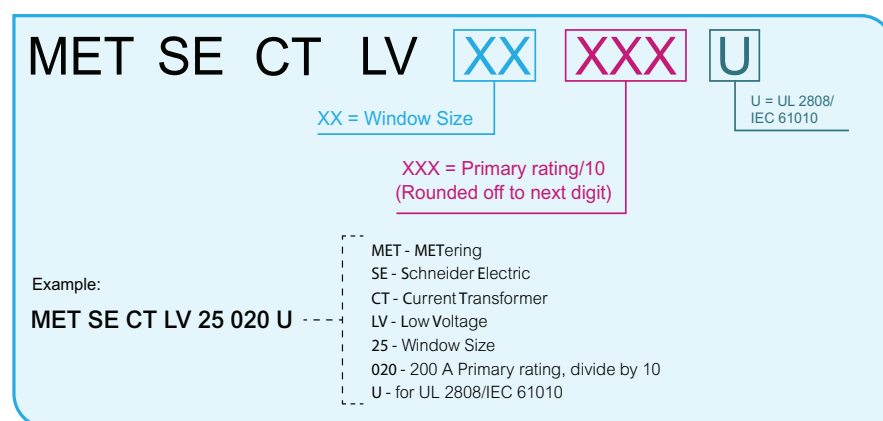 MET SE CT LV XX XXX U
XX = Window Size
U = UL 2808/
IEC 61010
XXX = Primary rating/10
(Rounded off to next digit)
Example:
MET SE CT LV 25 020 U
MET - METering
SE - Schneider Electric
CT - Current Transformer
LV - Low Voltage
25 - Window Size
020 - 200 A Primary rating, divide by 10
U - for UL 2808/IEC 61010